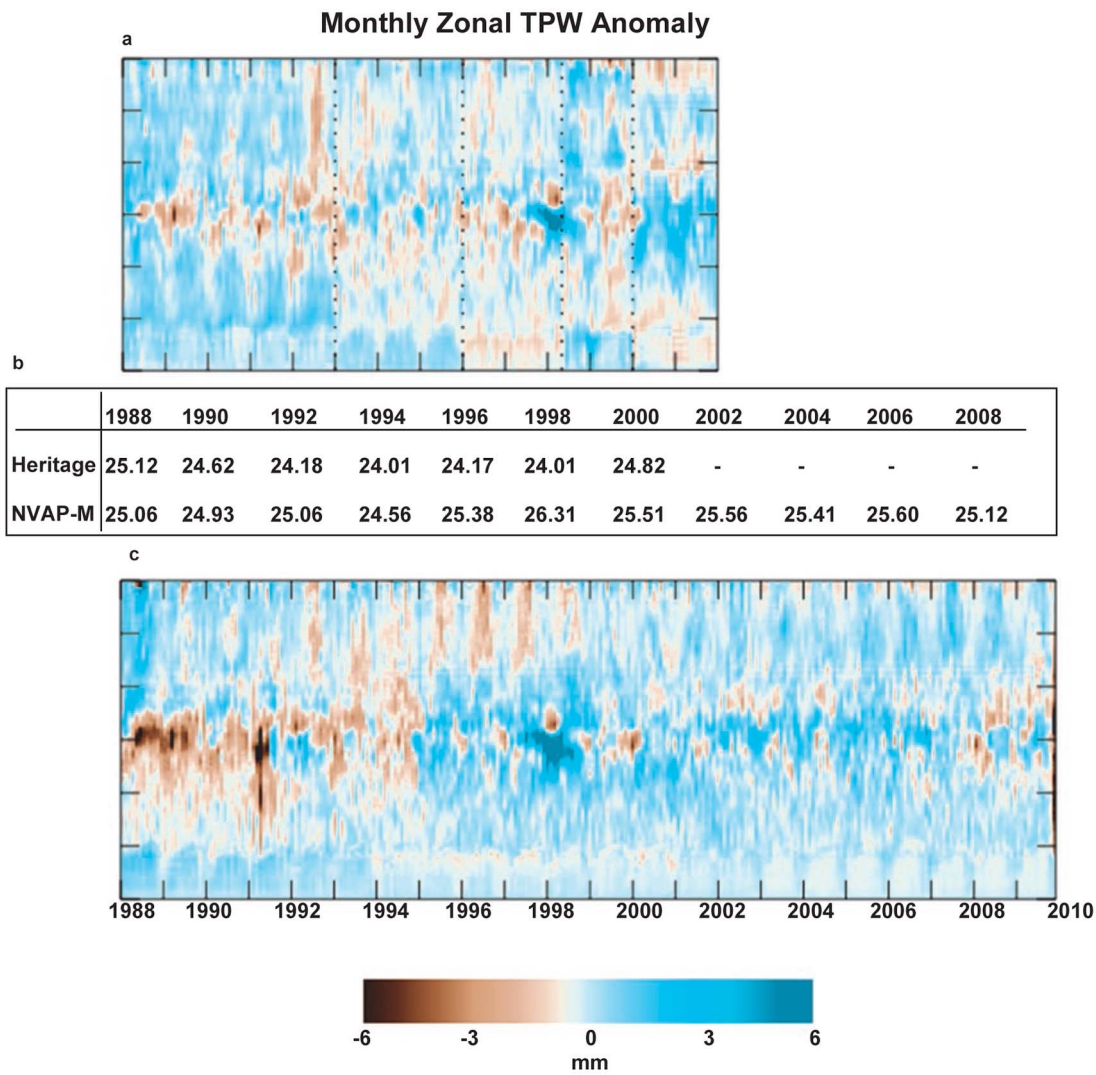 Monthly Zonal TPW Anomaly
a
b
1988 1990 1992 1994 1996 1998 2000 2002 2004 2006 2008
Heritage 25.12 24.62 24.18 24.01 24.17 24.01 24.82 - - - -
NVAP-M 25.06 24.93 25.06 24.56 25.38 26.31 25.51 25.56 25.41 25.60 25.12
c
1988 1990 1992 1994 1996 1998 2000 2002 2004 2006 2008 2010
-6 -3 0 3 6
mm